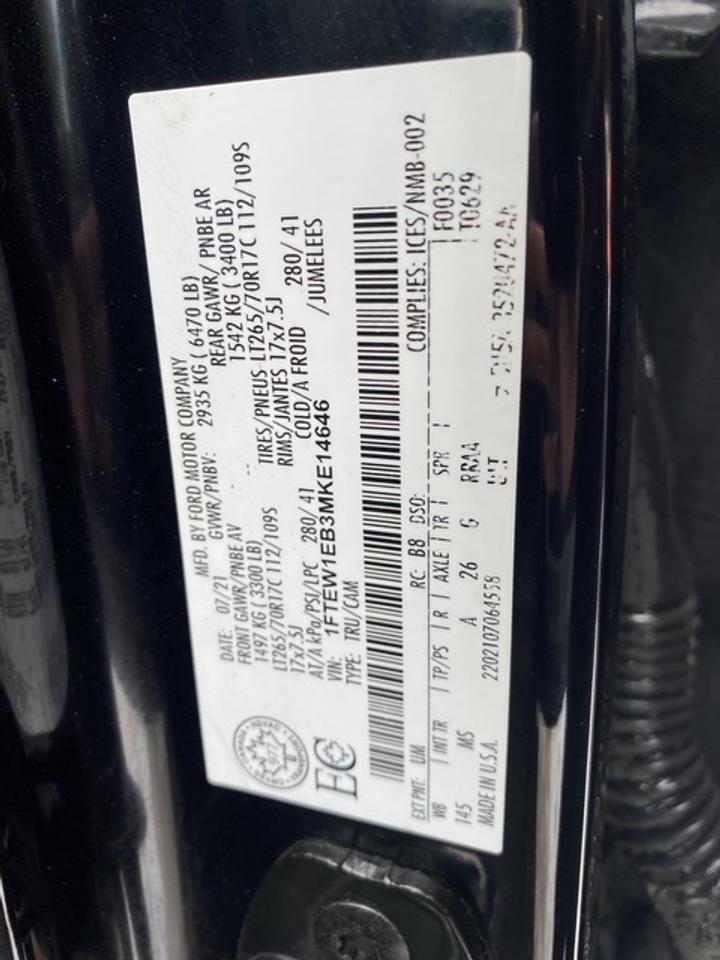 MFD. BY FORD MOTOR COMPANY
DATE: 07/21 GVWR/PNBV: 2935 KG ( 6470 LB)
FRONT GAWR/PNBE AV REAR GAWR/ PNBE AR
1497 KG ( 3300 LB) 1542 KG ( 3400 LB)
LT265/70R17C 112/109S TIRES/PNEUS LT265/70R17C 112/109S
17x7.5J RIMS/JANTES 17x7.5J
AT/A kPa/PSI/LPC 280/ 41 COLD/A FROID 280/ 41
VIN: 1FTEW1EB3MKE14646 /JUMELEES
TYPE: TRU/CAM
977
EC
EXT PNT: UM RC: B8 DSO: COMPLIES: ICES/NMB-002
WB | INT TR | TP/PS | R | AXLE | TR | SPR | F0035
145 MS A 26 G RRAA T0629
MADE IN U.S.A. 2202107064558